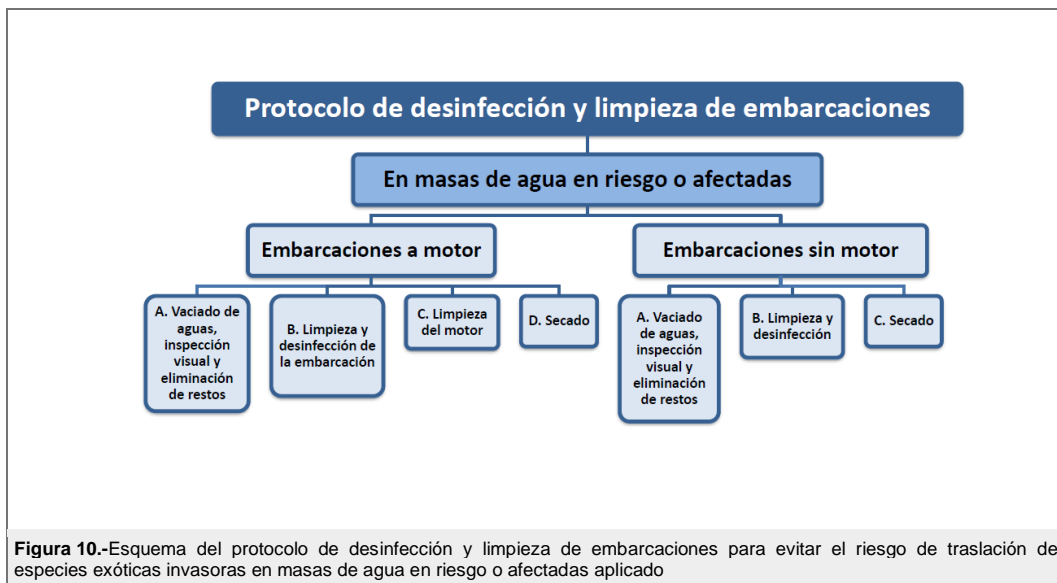 Protocolo de desinfección y limpieza de embarcaciones
En masas de agua en riesgo o afectadas
Embarcaciones a motor
Embarcaciones sin motor
A. Vaciado de
aguas,
inspección
visual y
eliminación
de restos
B. Limpieza y
desinfección de
la embarcación
C. Limpieza
del motor
D. Secado
A. Vaciado
de aguas,
inspección
visual y
eliminación
de restos
B. Limpieza y
desinfección
C. Secado
Figura 10.-Esquema del protocolo de desinfección y limpieza de embarcaciones para evitar el riesgo de traslación de
especies exóticas invasoras en masas de agua en riesgo o afectadas aplicado